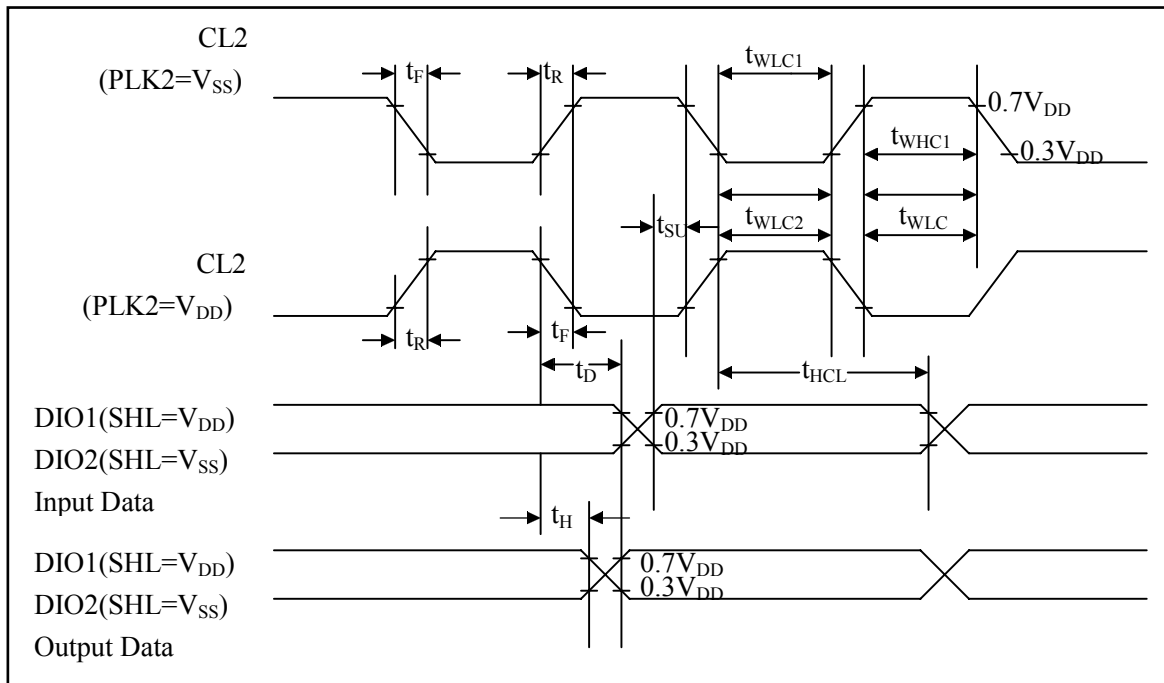 CL2
(PLK2=VSS)
tF
tR
tWLC1
0.7VDD
tWHC1
0.3VDD
tSU
tWLC2
tWLC
CL2
(PLK2=VDD)
tR
tF
tD
tHCL
DIO1(SHL=VDD)
0.7VDD
DIO2(SHL=VSS)
0.3VDD
Input Data
tH
DIO1(SHL=VDD)
0.7VDD
DIO2(SHL=VSS)
0.3VDD
Output Data